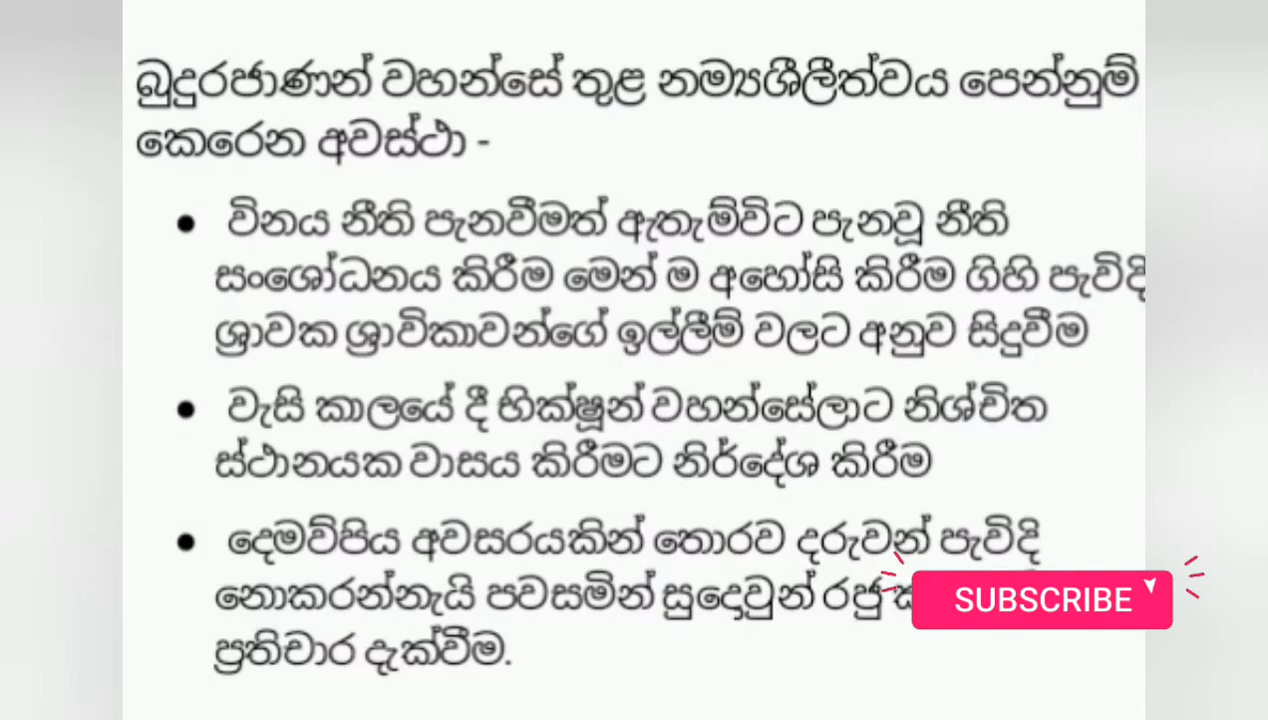 බුදුරජාණන් වහන්සේ තුළ නම්‍යශීලීත්වය පෙන්නුම්
කෙරෙන අවස්ථා -
• විනය නීති පැනවීමත් ඇතැම්විට පැනවූ නීති
සංශෝධනය කිරීම මෙන් ම අහෝසි කිරීම ගිහි පැවිදි
ශ්‍රාවක ශ්‍රාවිකාවන්ගේ ඉල්ලීම් වලට අනුව සිදුවීම
• වැසි කාලයේ දී භික්ෂූන් වහන්සේලාට නිශ්චිත
ස්ථානයක වාසය කිරීමට නිර්දේශ කිරීම
• දෙමව්පිය අවසරයකින් තොරව දරුවන් පැවිදි
නොකරන්නැයි පවසමින් සුදොවුන් රජු
SUBSCRIBE
ප්‍රතිචාර දැක්වීම.